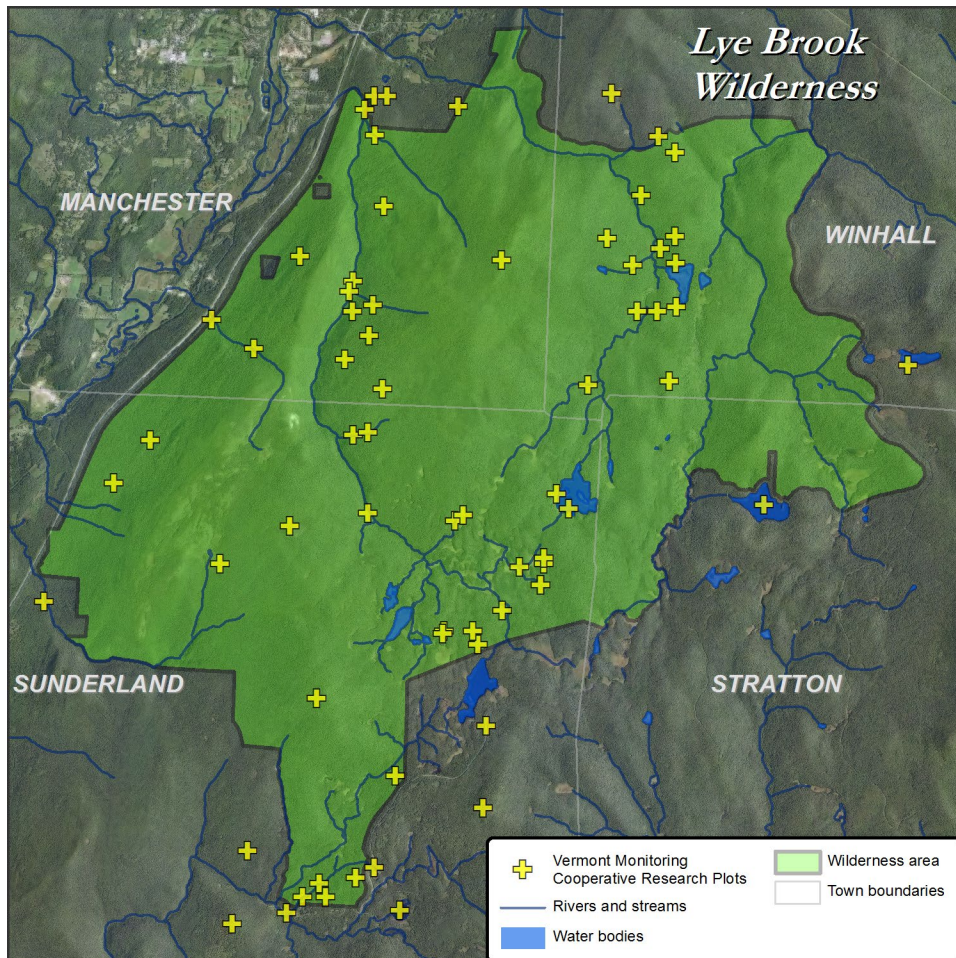 Lye Brook
Wilderness
MANCHESTER
WINHALL
SUNDERLAND
STRATTON
Vermont Monitoring
Cooperative Research Plots
Rivers and streams
Water bodies
Wilderness area
Town boundaries